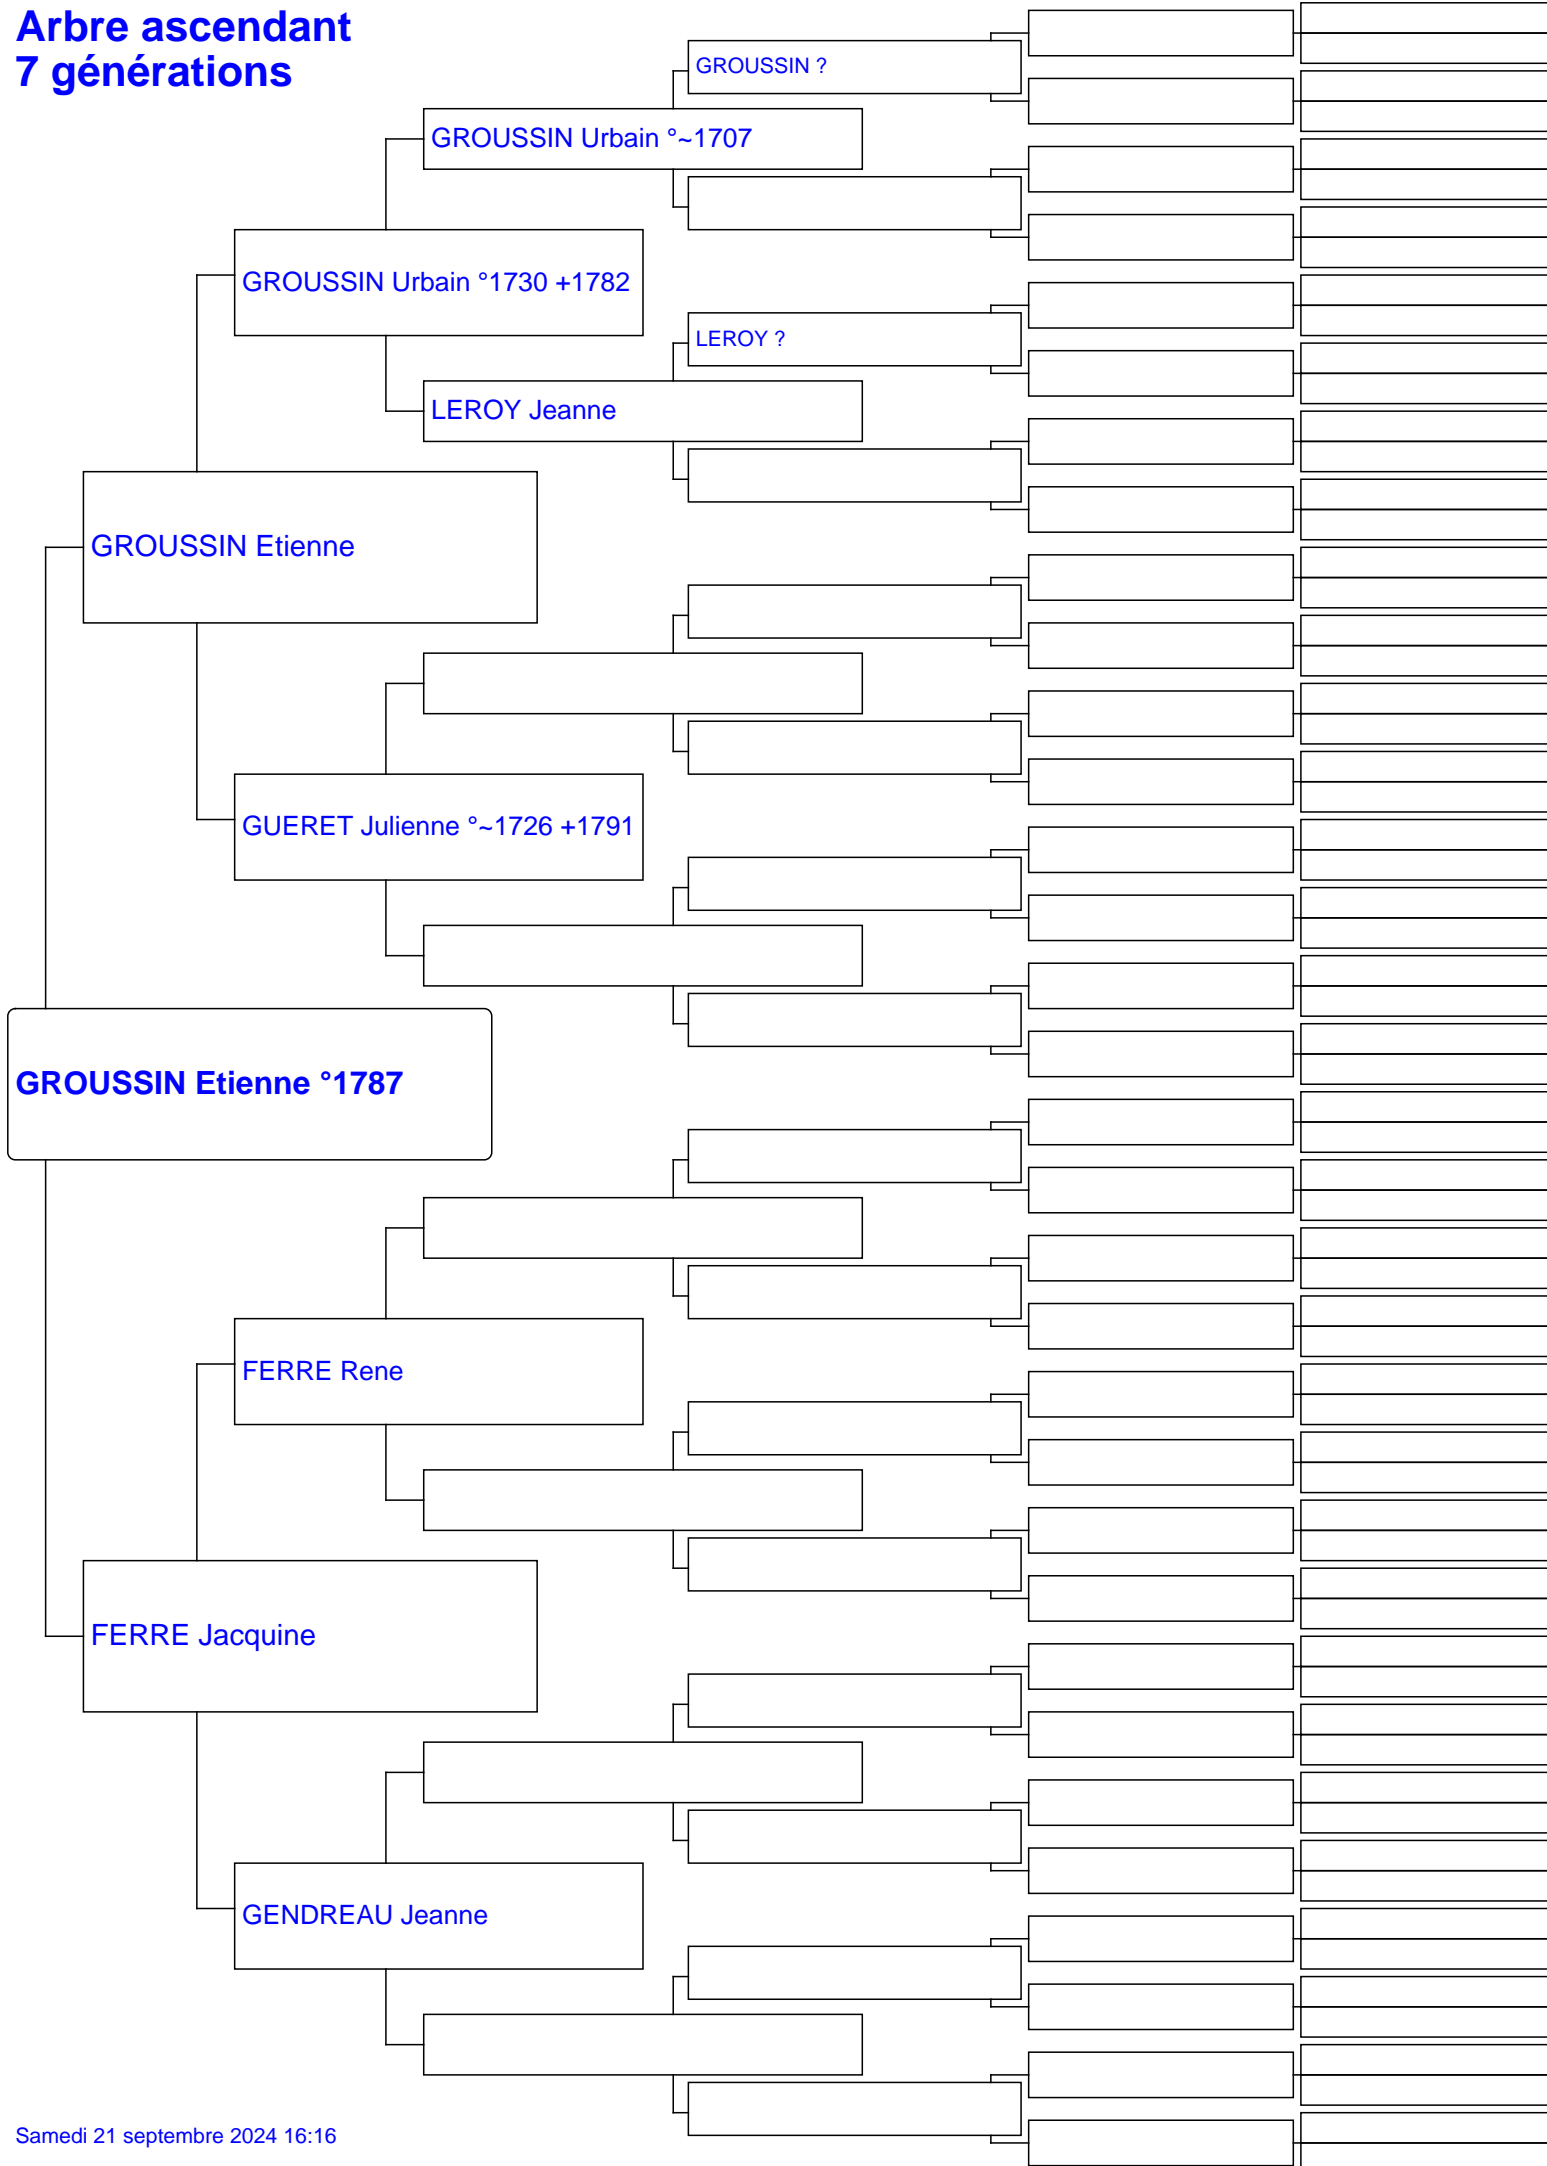 Arbre ascendant
7 générations
GROUSSIN ?
GROUSSIN Urbain °~1707
GROUSSIN Urbain °1730 +1782
LEROY ?
LEROY Jeanne
GROUSSIN Etienne
GUERET Julienne °~1726 +1791
GROUSSIN Etienne °1787
FERRE Rene
FERRE Jacquine
GENDREAU Jeanne
Samedi 21 septembre 2024 16:16